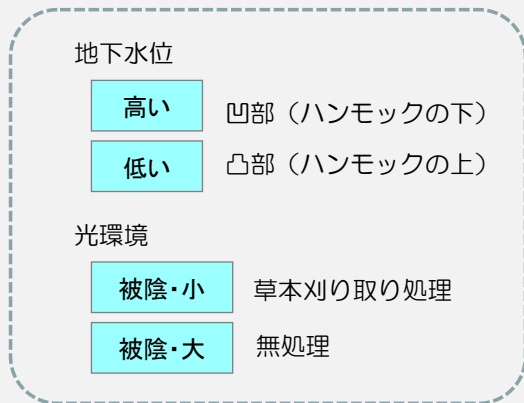 地下水位
高い 凹部（ハンモックの下）
低い 凸部（ハンモックの上）
光環境
被陰・小 草本刈り取り処理
被陰・大 無処理